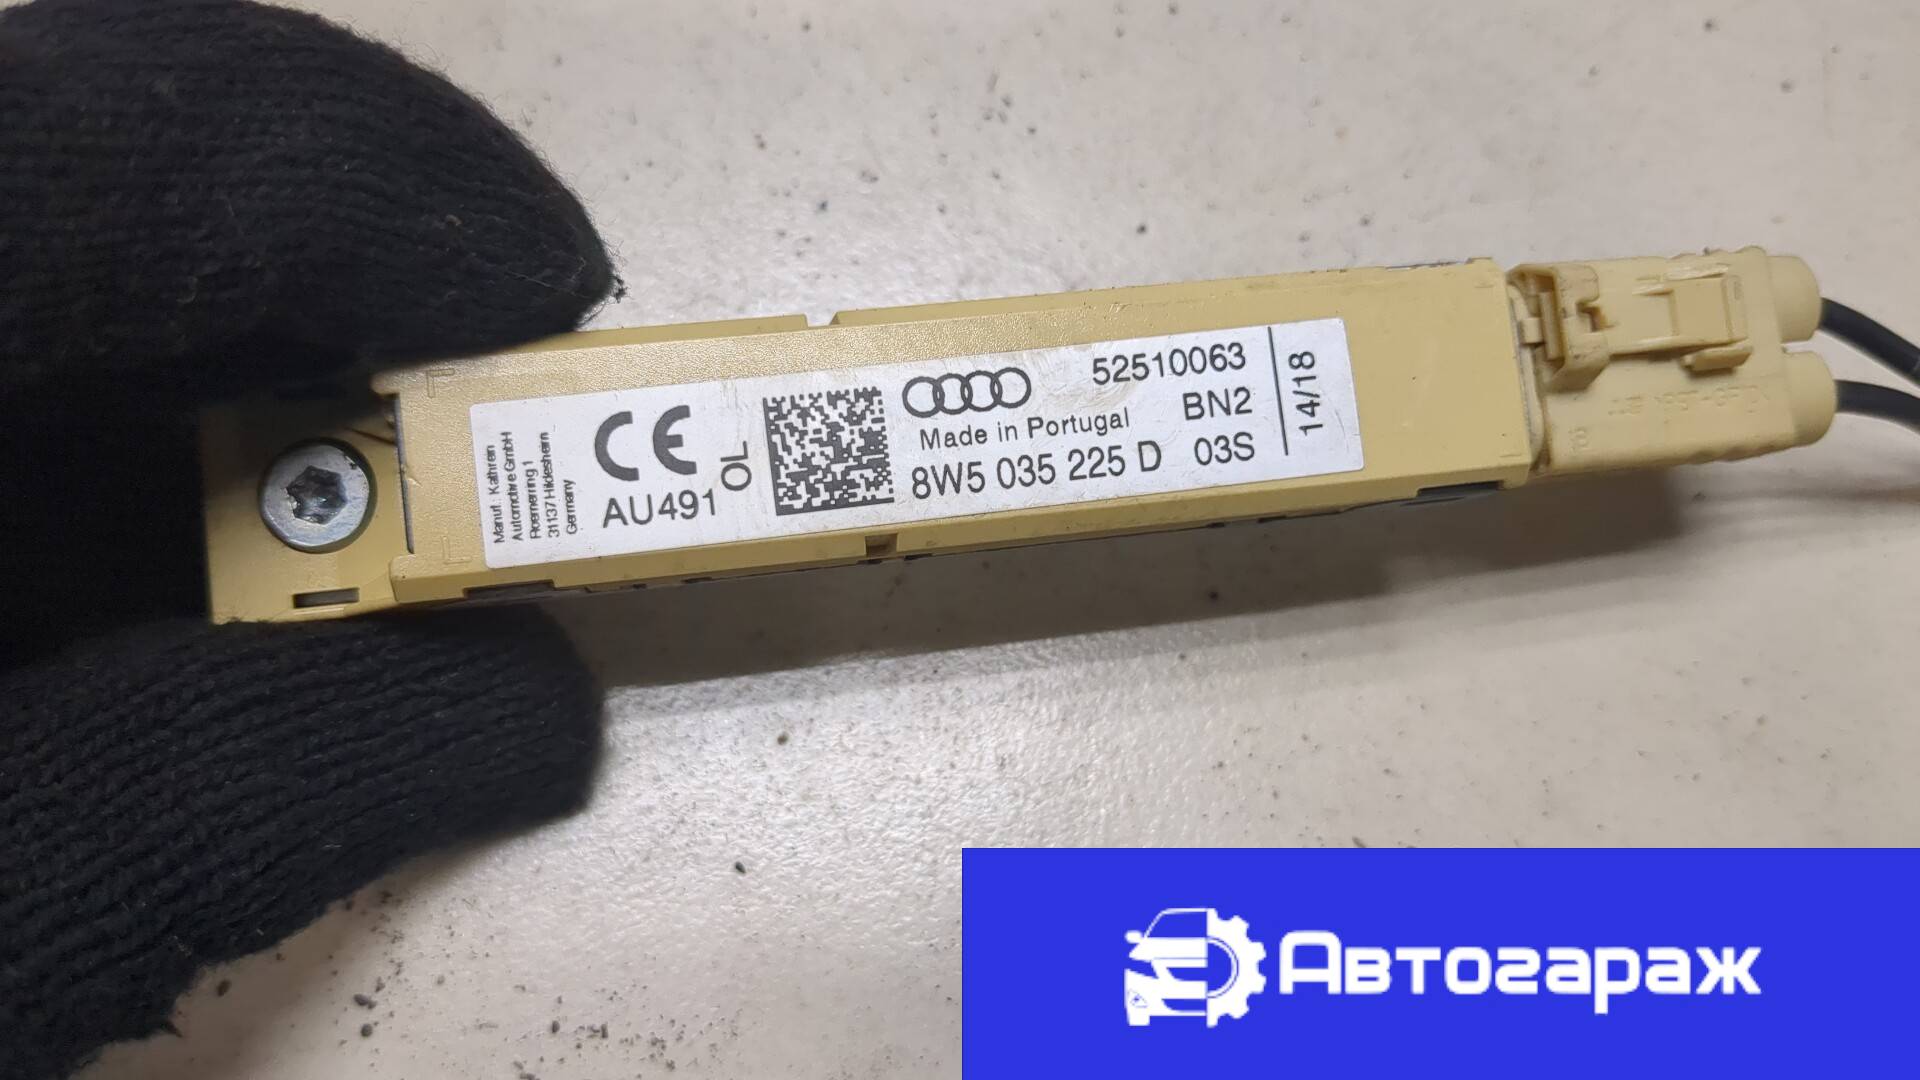 Manuf. Kathrein
Automotive GmbH
Roemerring 1
31137 Hildesheim
Germany
CE
AU491
OL
Made in Portugal
8W5 035 225 D
52510063
BN2
03S
14/18
Автогараж